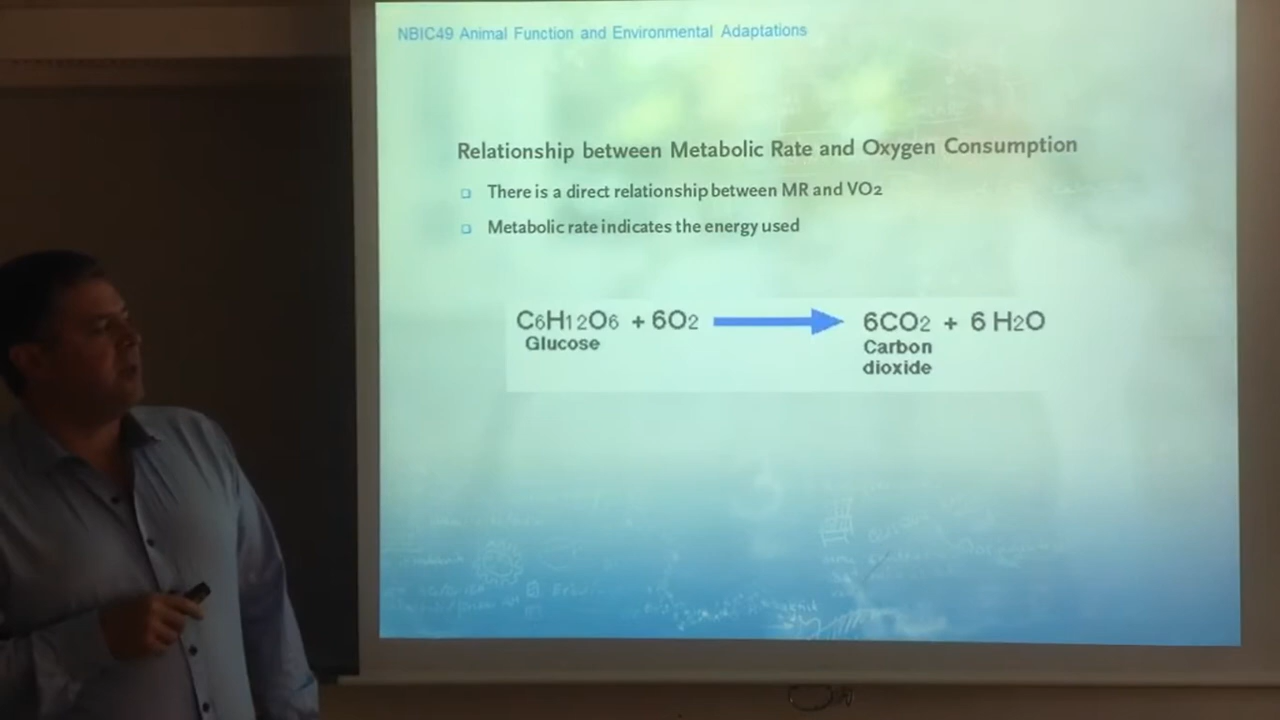 NBIC49 Animal Function and Environmental Adaptations
Relationship between Metabolic Rate and Oxygen Consumption
There is a direct relationship between MR and VO2
Metabolic rate indicates the energy used
C6H12O6 + 6O2 6CO2 + 6 H2O
Glucose Carbon
dioxide